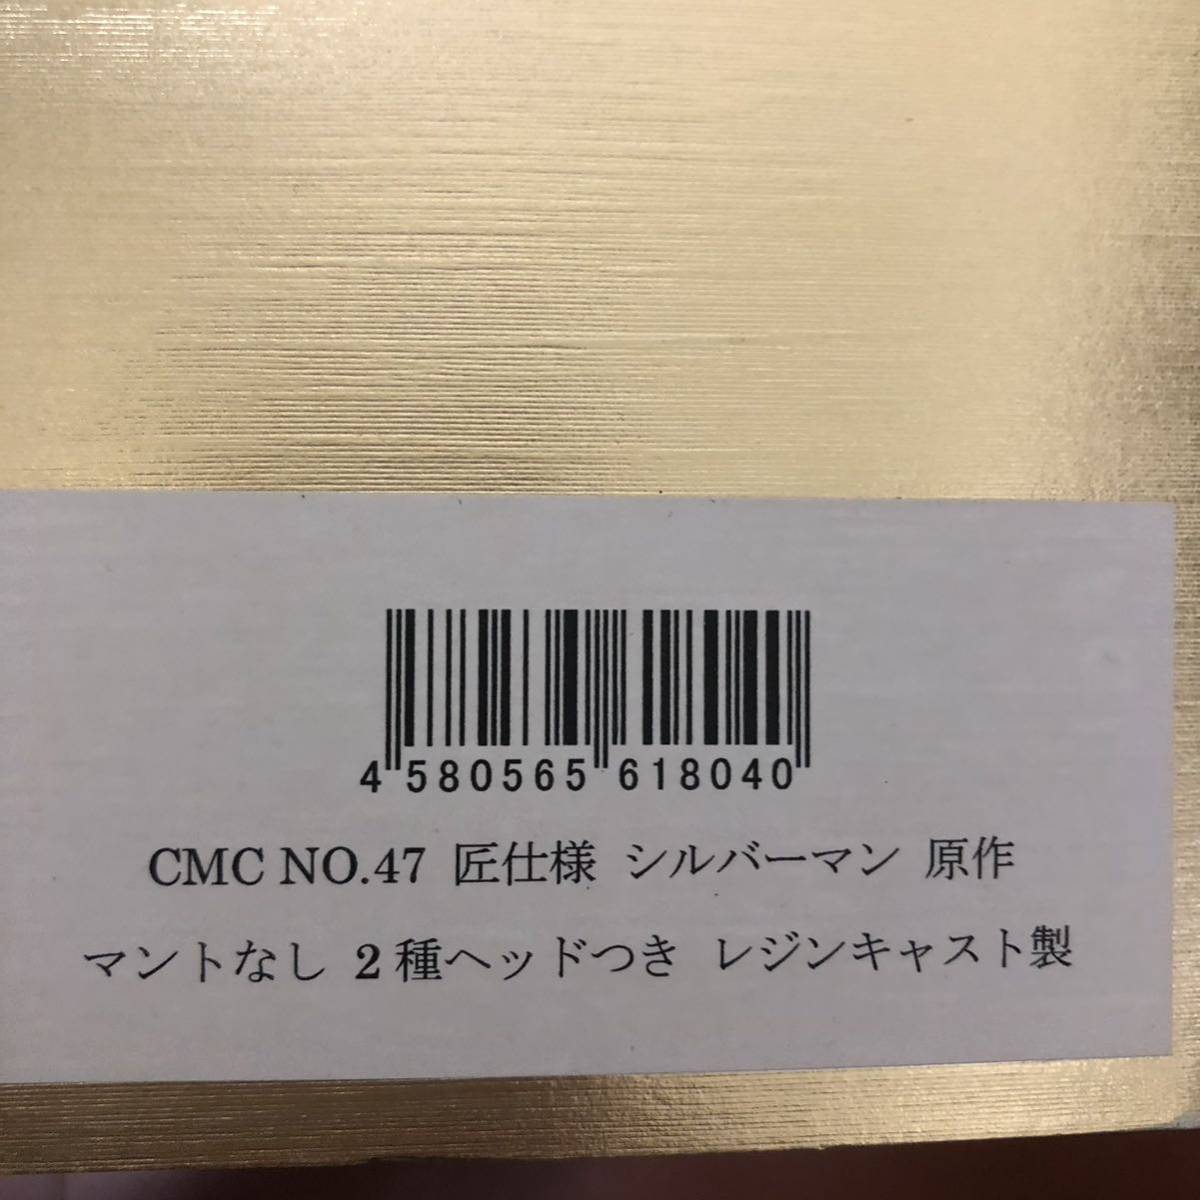 4 580565 618040
CMC NO.47 匠仕様 シルバーマン 原作
マントなし 2種ヘッドつき レジンキャスト製